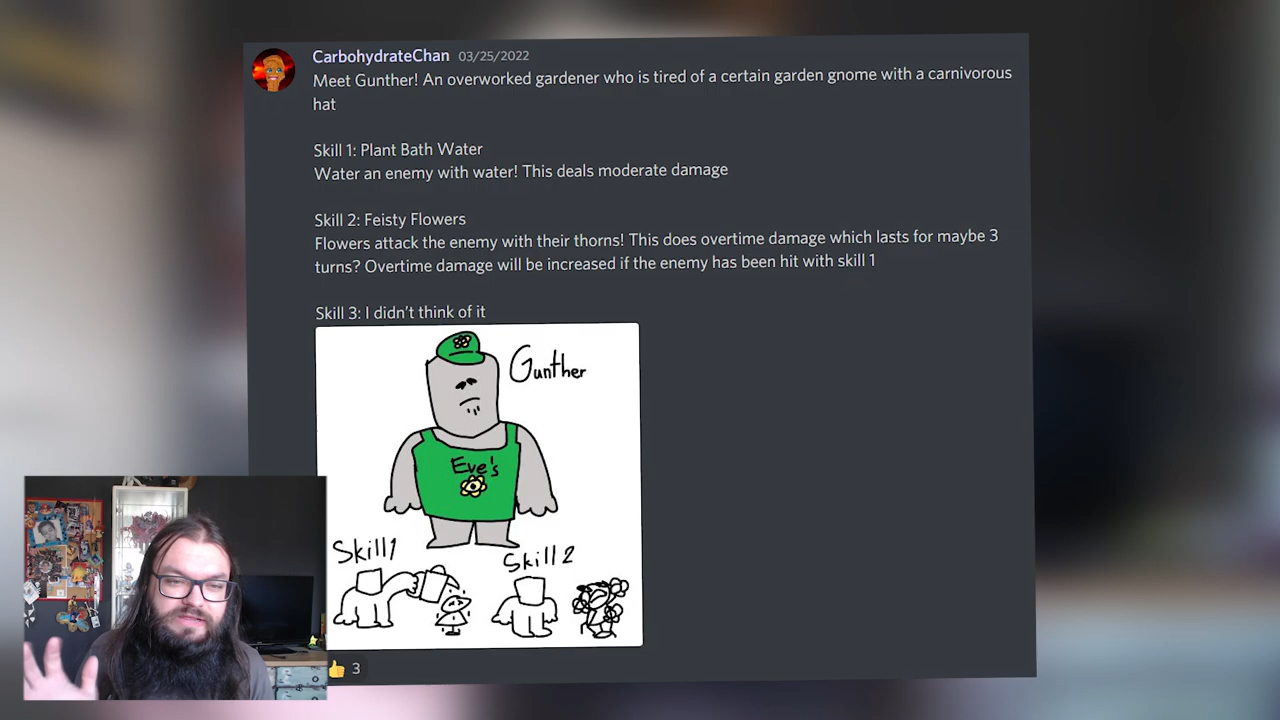 CarbohydrateChan 03/25/2022
Meet Gunther! An overworked gardener who is tired of a certain garden gnome with a carnivorous
hat
Skill 1: Plant Bath Water
Water an enemy with water! This deals moderate damage
Skill 2: Feisty Flowers
Flowers attack the enemy with their thorns! This does overtime damage which lasts for maybe 3
turns? Overtime damage will be increased if the enemy has been hit with skill 1
Skill 3: I didn't think of it
Gunther
Eve's
Skill 1
Skill 2
3